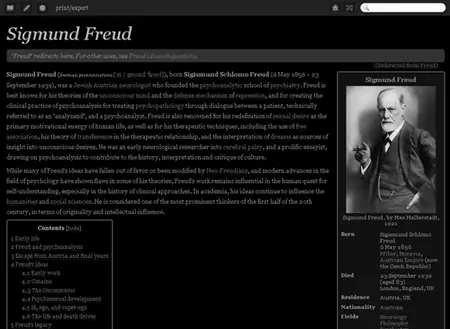 print/export
Sigmund Freud
"Freud" redirects here. For other uses, see Freud (disambiguation).
(Redirected from Freud)
Sigmund Freud (German pronunciation: ), born Sigismund Schlomo Freud (6 May 1856 – 23
September 1939), was a Jewish Austrian neurologist who founded the psychoanalytic school of psychiatry. Freud is
best known for his theories of the unconscious mind and the defense mechanism of repression, and for creating the
clinical practice of psychoanalysis for treating psychopathology through dialogue between a patient, technically
referred to as an 'analysand', and a psychoanalyst. Freud is also renowned for his redefinition of sexual desire as the
primary motivational energy of human life, as well as for his therapeutic techniques, including the use of free
association, his theory of transference in the therapeutic relationship, and the interpretation of dreams as sources of
insight into unconscious desires. He was an early neurological researcher into cerebral palsy, and a prolific essayist,
drawing on psychoanalysis to contribute to the history, interpretation and critique of culture.
While many of Freud's ideas have fallen out of favor or been modified by Neo-Freudians, and modern advances in the
field of psychology have shown flaws in some of his theories, Freud's work remains influential in the human quest for
self-understanding, especially in the history of clinical approaches. In academia, his ideas continue to influence the
humanities and social sciences. He is considered one of the most prominent thinkers of the first half of the 20th
century, in terms of originality and intellectual influence.
Contents [hide]
1 Early life
2 Freud and psychoanalysis
3 Escape from Austria and final years
4 Freud's ideas
4.1 Early work
4.2 Cocaine
4.3 The Unconscious
4.4 Psychosexual development
4.5 Id, ego, and super-ego
4.6 The life and death drives
5 Freud's legacy
Sigmund Freud
Sigmund Freud, by Max Halberstadt,
1921
Born Sigismund Schlomo
Freud
6 May 1856
Příbor, Moravia,
Austrian Empire (now
the Czech Republic)
Died 23 September 1939
(aged 83)
London, England, UK
Residence Austria, UK
Nationality Austrian
Fields Neurology
Philosophy